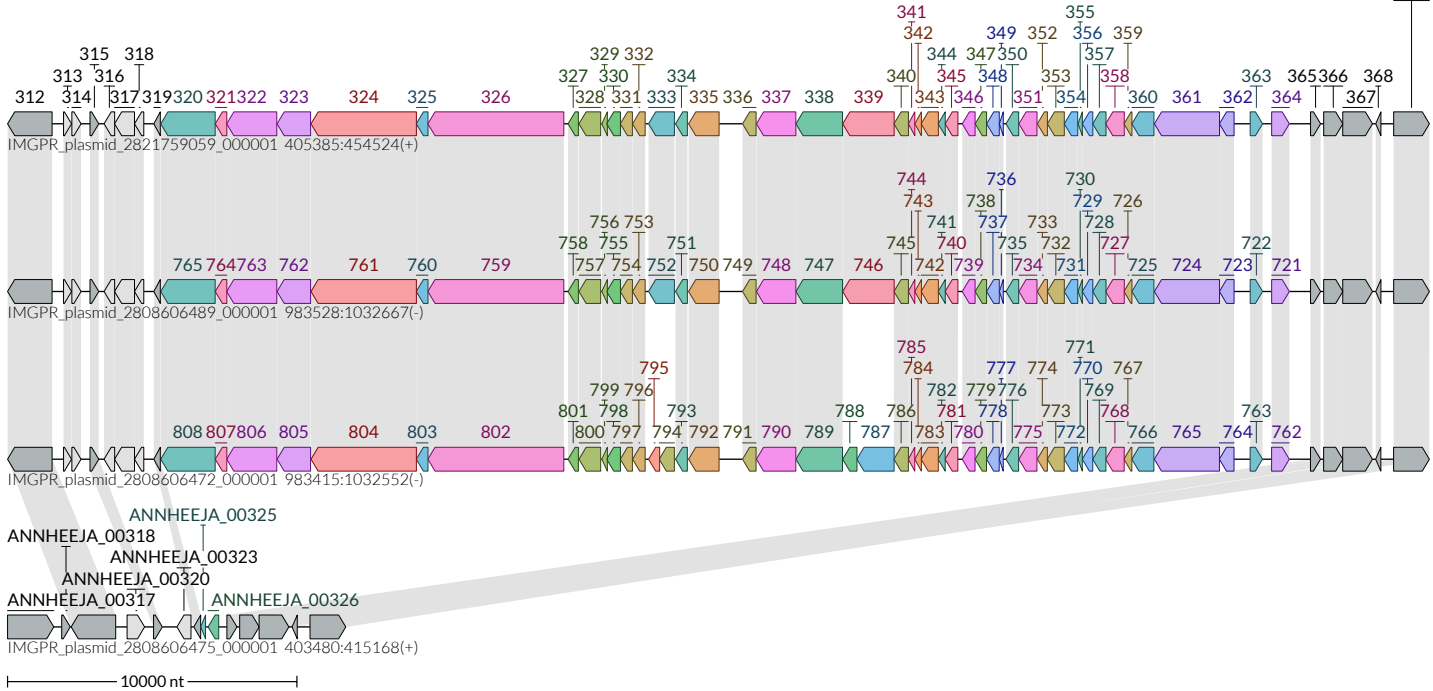 341 355
342 349 352 356 359
315 318 329 332 344 347 350 357
313 316 327 330 334 340 345 348 353 358 363
312 314 317 319 320 321 322 323 324 325 326 328 331 333 335 336 337 338 339 343 346 351 354 360 361 362 364 365 366 367 368
IMGPR_plasmid_2821759059_000001 405385:454524(+)
744 736 730
743 729
756 753 741 738 737 733 728 726
758 755 751 745 740 735 732 727 722
765 764 763 762 761 760 759 757 754 752 750 749 748 747 746 742 739 734 731 725 724 723 721
IMGPR_plasmid_2808606489_000001 983528:1032667(-)
785 771
795 784 777 774 770 767
799 796 782 779 776 769
801 798 793 788 786 781 778 773 768 763
808 807 806 805 804 803 802 800 797 794 792 791 790 789 787 783 780 775 772 766 765 764 762
IMGPR_plasmid_2808606472_000001 983415:1032552(-)
ANNHEEJA_00325
ANNHEEJA_00318
ANNHEEJA_00323
ANNHEEJA_00320
ANNHEEJA_00317 ANNHEEJA_00326
IMGPR_plasmid_2808606475_000001 403480:415168(+)
10000 nt